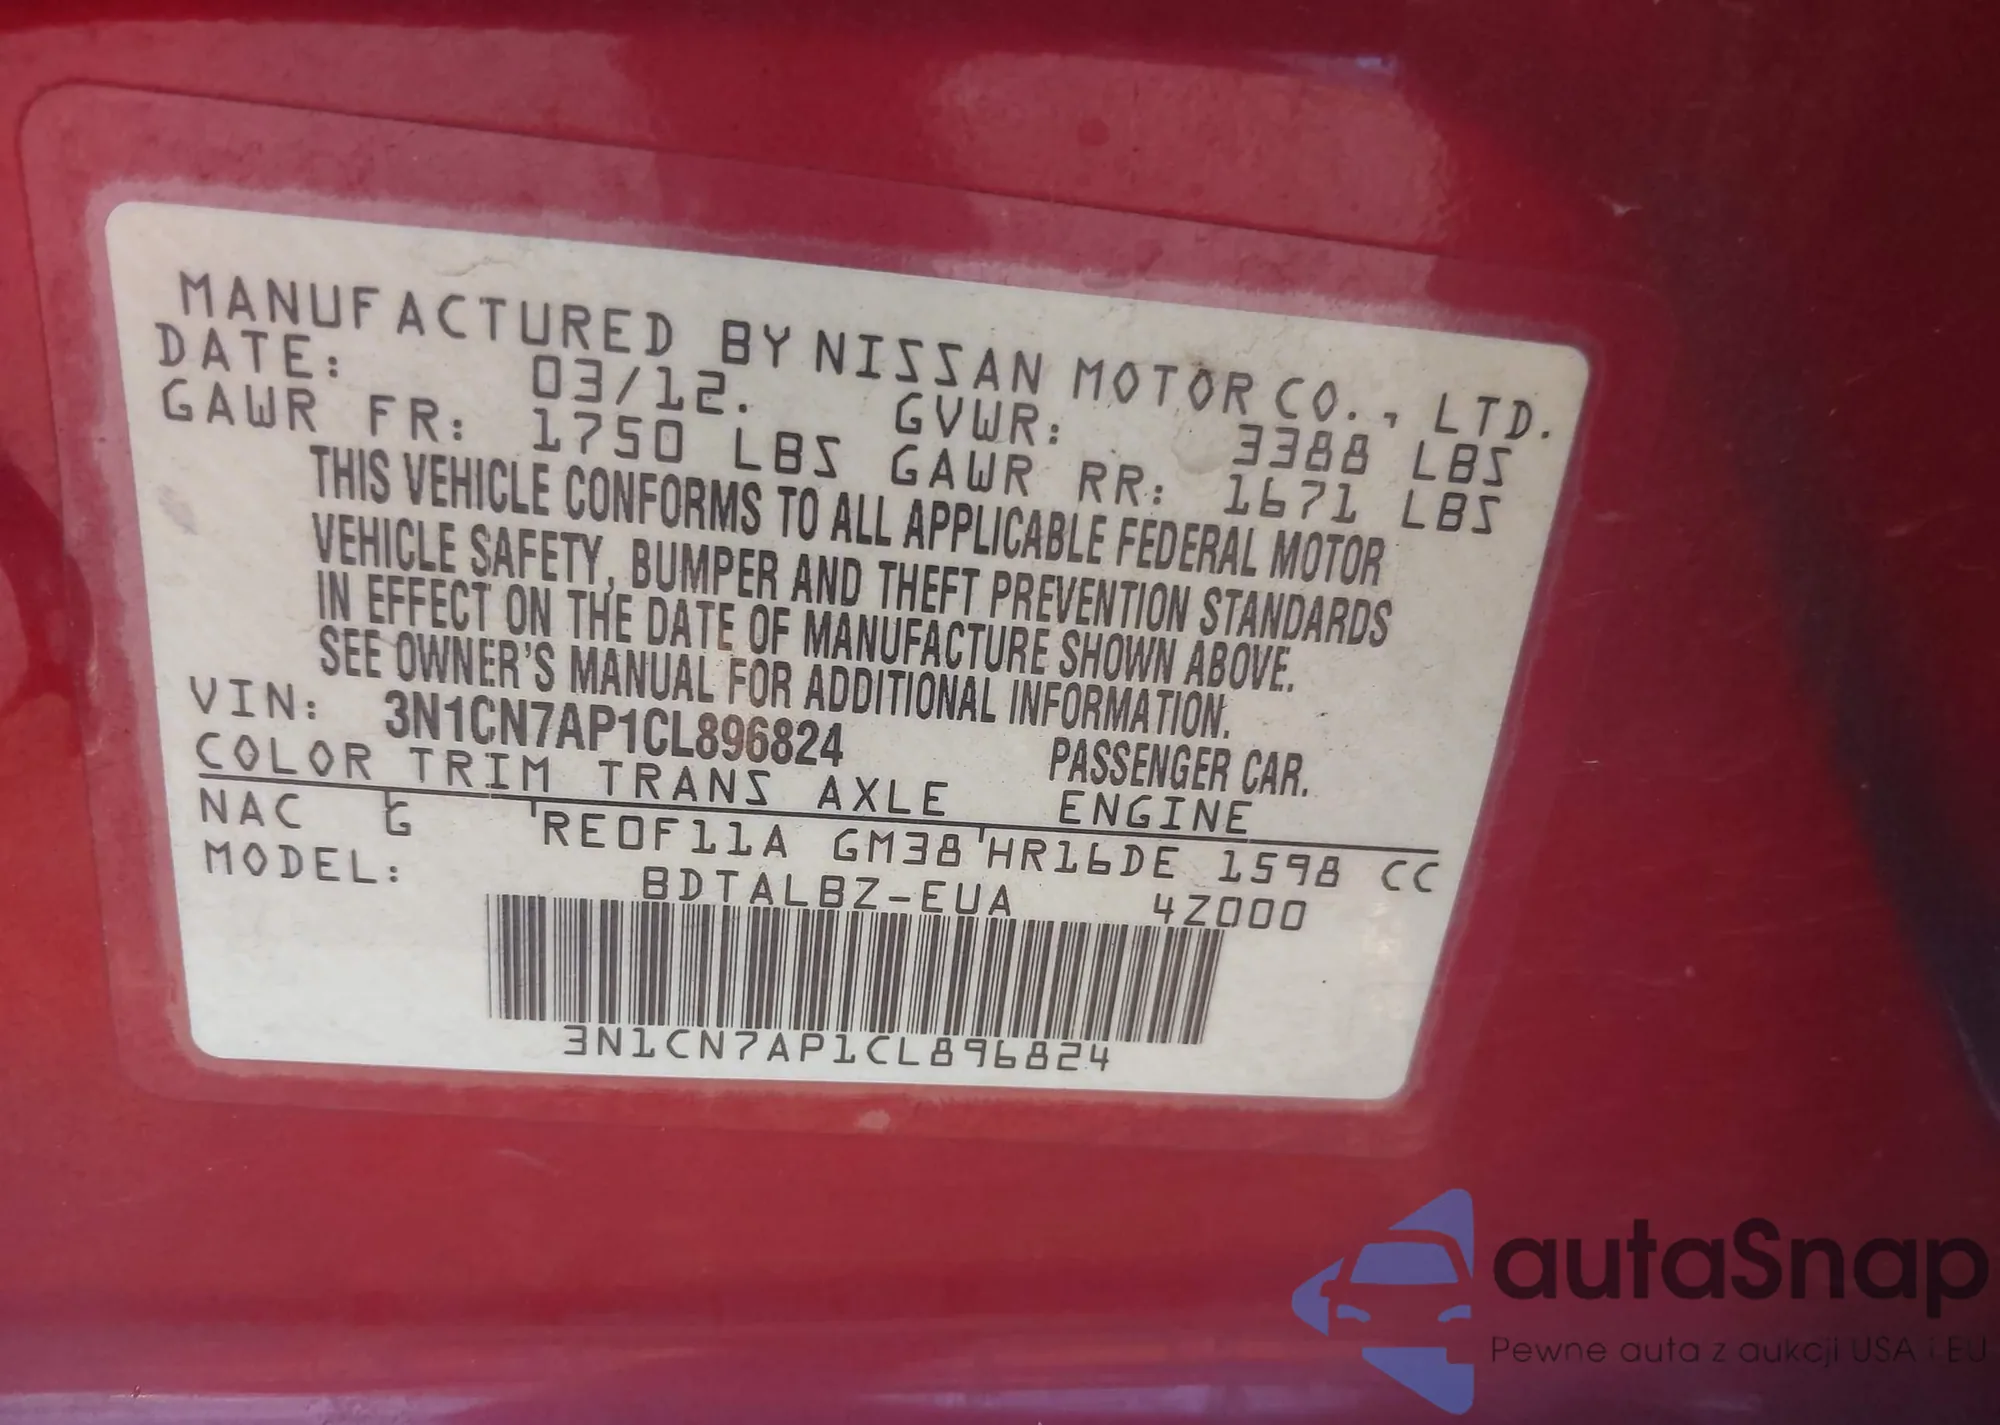 MANUFACTURED BY NISSAN MOTOR CO., LTD.
DATE: 03/12. GVWR: 3388 LBS
GAWR FR: 1750 LBS GAWR RR: 1671 LBS
THIS VEHICLE CONFORMS TO ALL APPLICABLE FEDERAL MOTOR
VEHICLE SAFETY, BUMPER AND THEFT PREVENTION STANDARDS
IN EFFECT ON THE DATE OF MANUFACTURE SHOWN ABOVE.
SEE OWNER'S MANUAL FOR ADDITIONAL INFORMATION.
VIN: 3N1CN7AP1CL896824 PASSENGER CAR.
COLOR TRIM TRANS AXLE ENGINE
NAC G RE0F11A GM38 HR16DE 1598 CC
MODEL: BDTALBZ-EUA 4Z000
3N1CN7AP1CL896824
autaSnap
Pewne auta z aukcji USA i EU